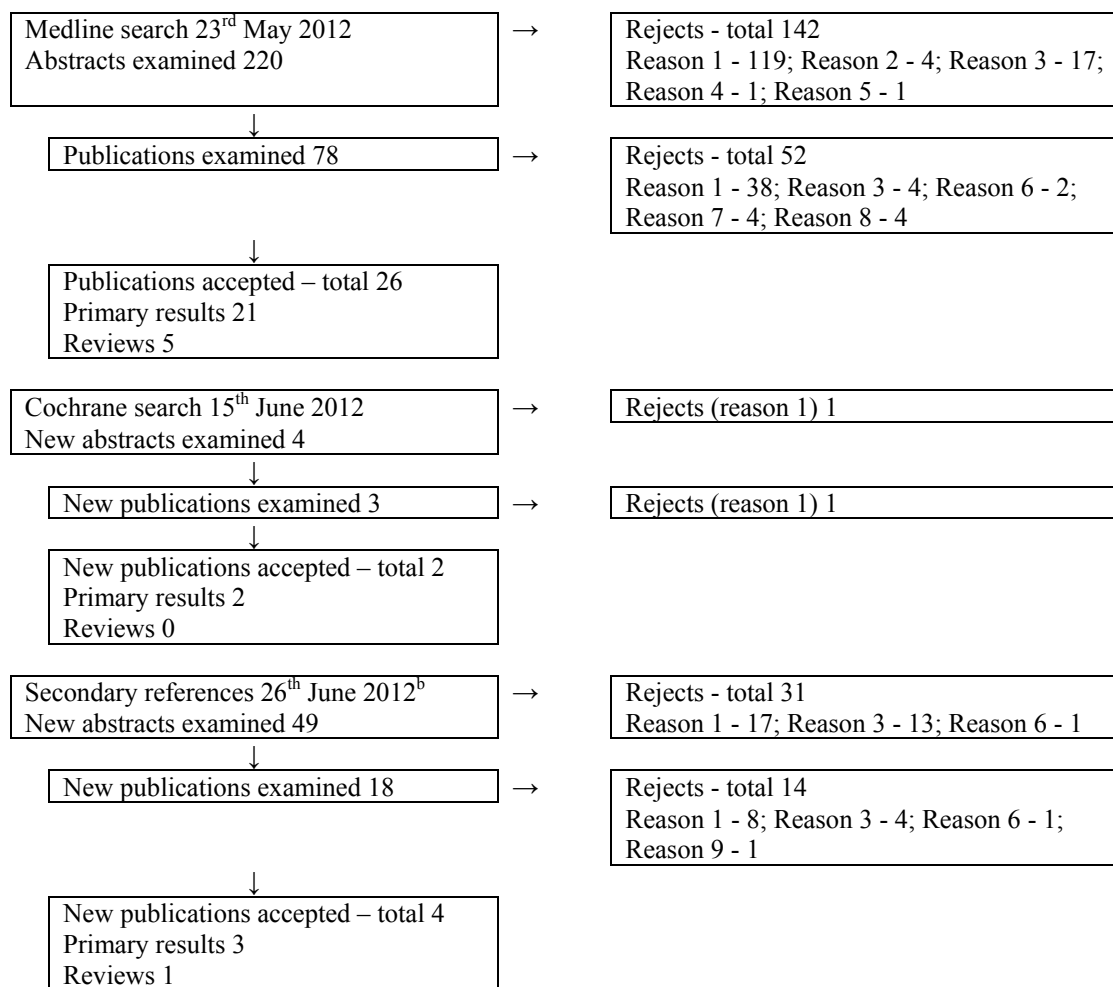 Medline search 23rd May 2012
Abstracts examined 220
→
Rejects - total 142
Reason 1 - 119; Reason 2 - 4; Reason 3 - 17;
Reason 4 - 1; Reason 5 - 1
↓
Publications examined 78
→
Rejects - total 52
Reason 1 - 38; Reason 3 - 4; Reason 6 - 2;
Reason 7 - 4; Reason 8 - 4
↓
Publications accepted – total 26
Primary results 21
Reviews 5
Cochrane search 15th June 2012
New abstracts examined 4
→
Rejects (reason 1) 1
↓
New publications examined 3
→
Rejects (reason 1) 1
↓
New publications accepted – total 2
Primary results 2
Reviews 0
Secondary references 26th June 2012b
New abstracts examined 49
→
Rejects - total 31
Reason 1 - 17; Reason 3 - 13; Reason 6 - 1
↓
New publications examined 18
→
Rejects - total 14
Reason 1 - 8; Reason 3 - 4; Reason 6 - 1;
Reason 9 - 1
↓
New publications accepted – total 4
Primary results 3
Reviews 1